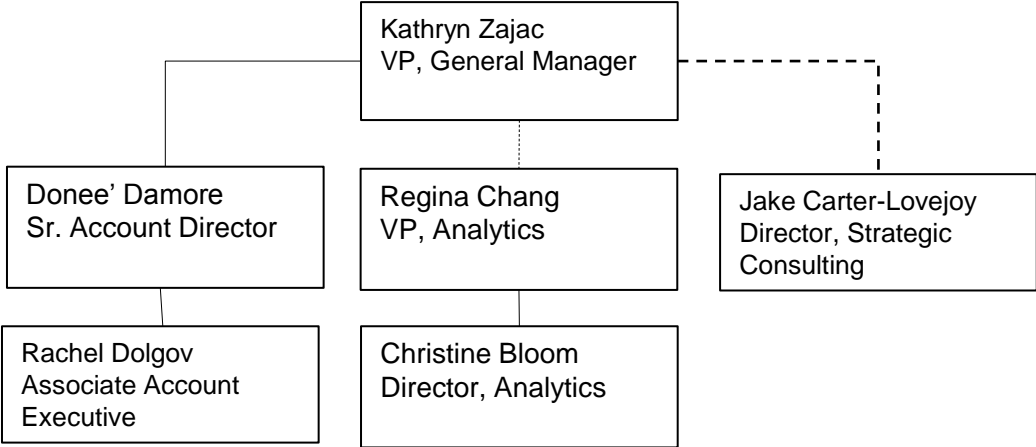 Kathryn Zajac
VP, General Manager
Donee’ Damore
Sr. Account Director
Regina Chang
VP, Analytics
Jake Carter-Lovejoy
Director, Strategic
Consulting
Rachel Dolgov
Associate Account
Executive
Christine Bloom
Director, Analytics